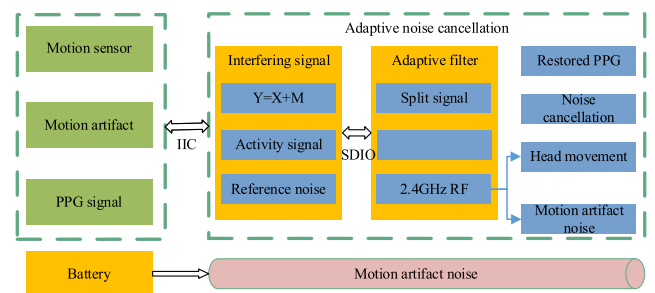 Adaptive noise cancellation
Motion sensor
Motion artifact
PPG signal
IIC
Interfering signal
Y=X+M
Activity signal
Reference noise
SDIO
Adaptive filter
Split signal
2.4GHz RF
Restored PPG
Noise
cancellation
Head movement
Motion artifact
noise
Battery
Motion artifact noise